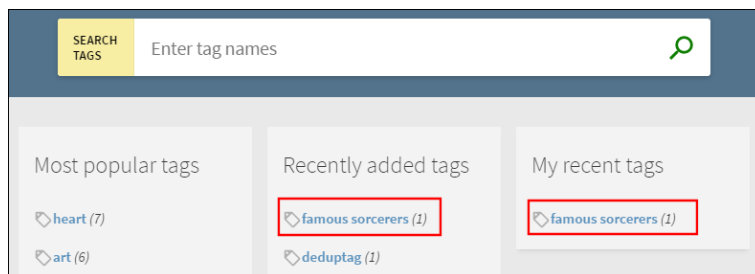 SEARCH
TAGS
Enter tag names
Most popular tags
heart (7)
art (6)
Recently added tags
famous sorcerers (1)
deduptag (1)
My recent tags
famous sorcerers (1)